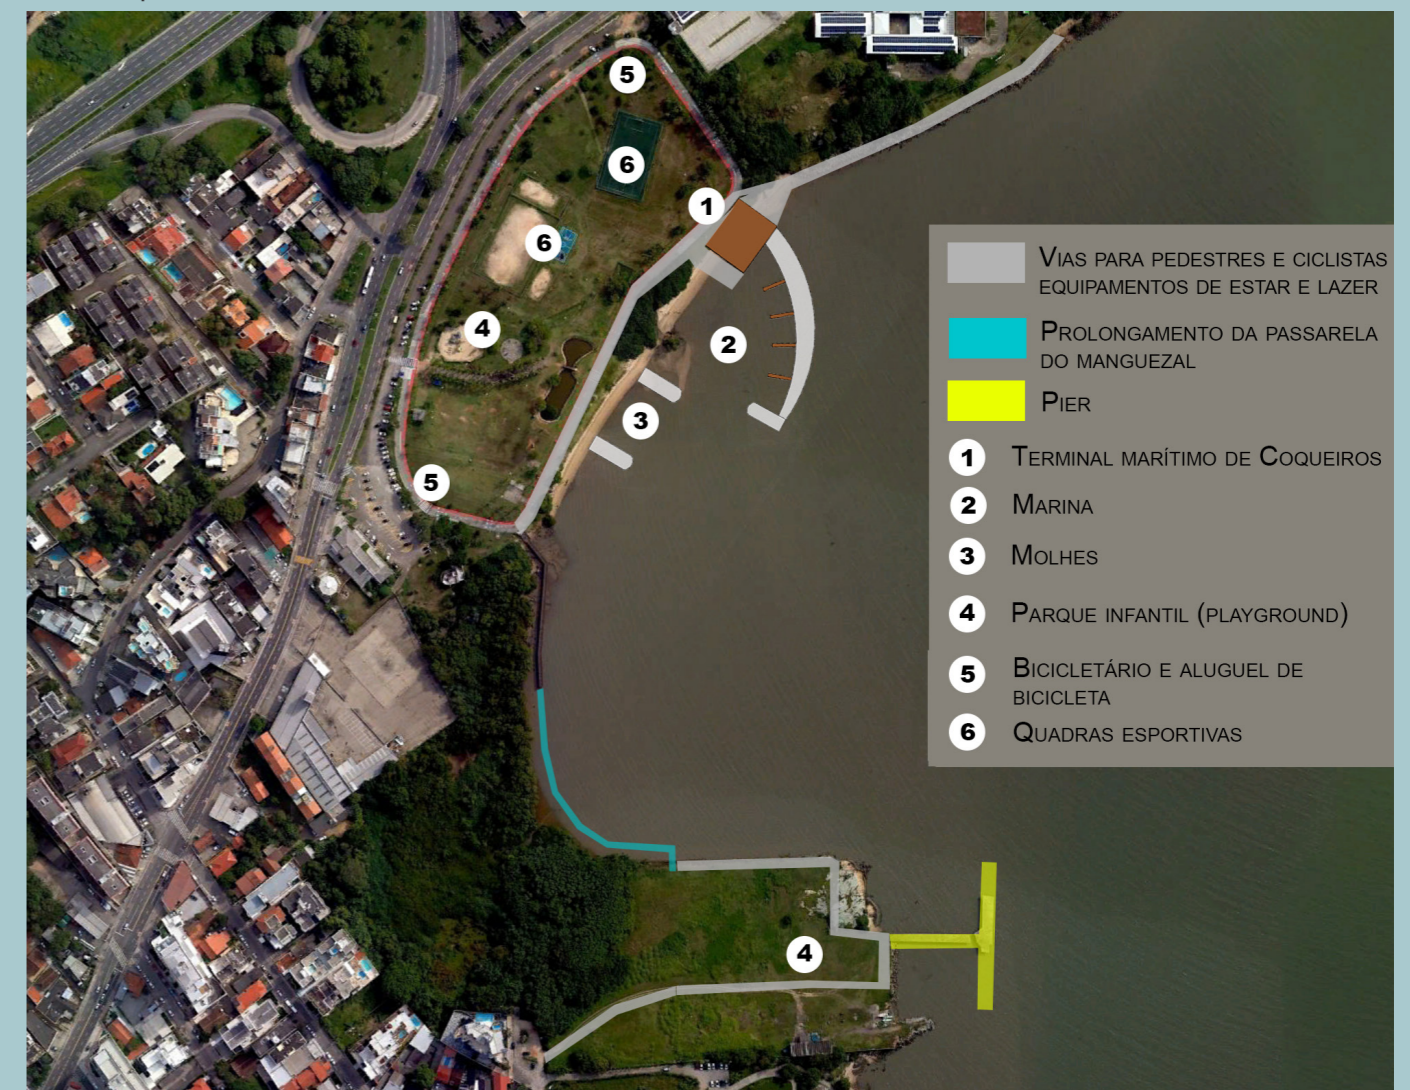 5
6
1
6
4
2
3
5
4
Vias para pedestres e ciclistas
equipamentos de estar e lazer
Prolongamento da passarela
do manguezal
Pier
1 Terminal marítimo de Coqueiros
2 Marina
3 Molhes
4 Parque infantil (playground)
5 Bicicletário e aluguel de
bicicleta
6 Quadras esportivas